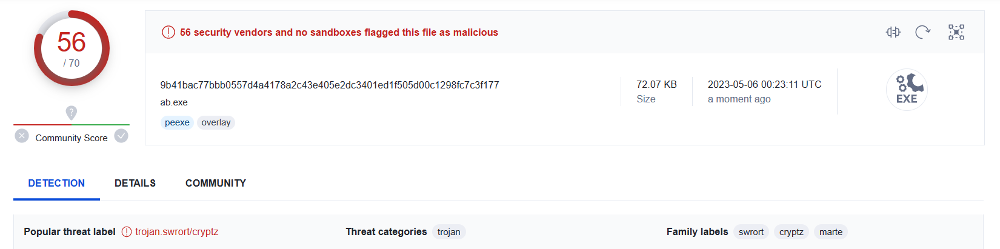 56
/ 70
?
Community Score
56 security vendors and no sandboxes flagged this file as malicious
9b41bac77bbb0557d4a4178a2c43e405e2dc3401ed1f505d00c1298fc7c3f177
ab.exe
peexe overlay
72.07 KB
Size
2023-05-06 00:23:11 UTC
a moment ago
EXE
DETECTION DETAILS COMMUNITY
Popular threat label trojan.swrort/cryptz Threat categories trojan Family labels swrort cryptz marte